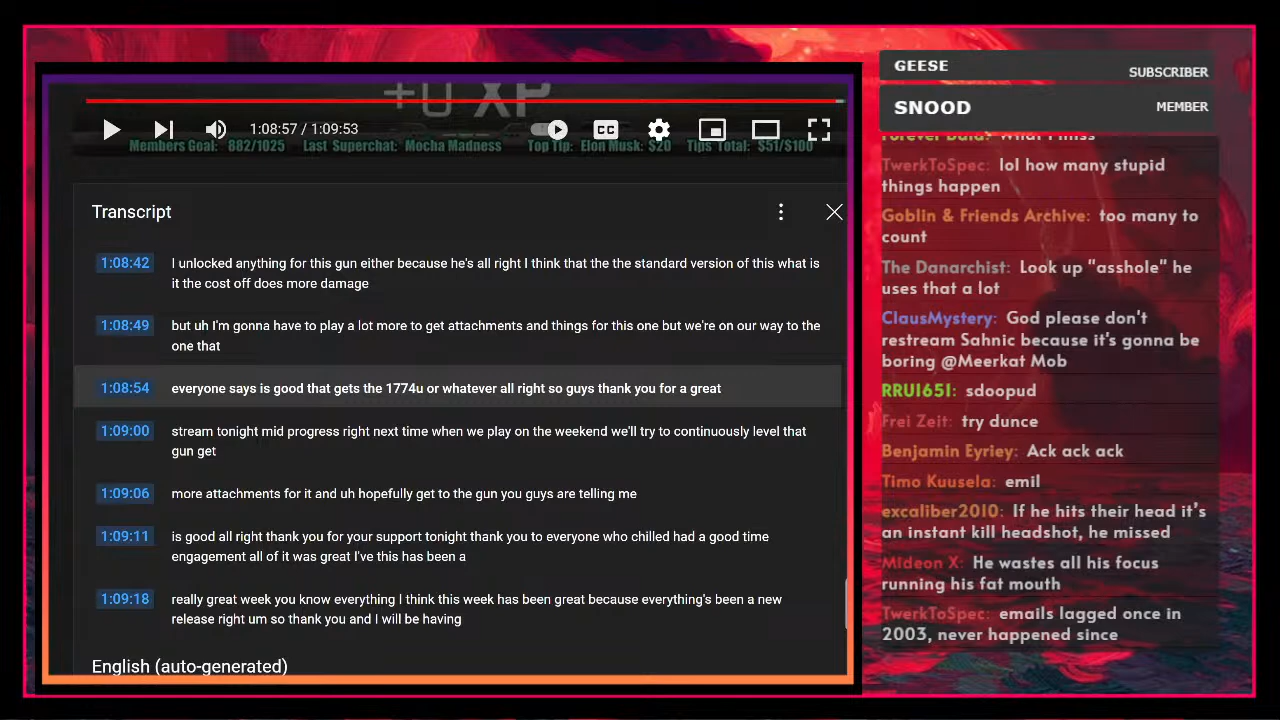 +0 XP
1:08:57 / 1:09:53
CC
Members Goal: 882/1025 Last Superchat: Mocha Madness Top Tip: Elon Musk: $20 Tips Total: $51/$100
Transcript
1:08:42 I unlocked anything for this gun either because he's all right I think that the the standard version of this what is
it the cost off does more damage
1:08:49 but uh I'm gonna have to play a lot more to get attachments and things for this one but we're on our way to the
one that
1:08:54 everyone says is good that gets the 1774u or whatever all right so guys thank you for a great
1:09:00 stream tonight mid progress right next time when we play on the weekend we'll try to continuously level that
gun get
1:09:06 more attachments for it and uh hopefully get to the gun you guys are telling me
1:09:11 is good all right thank you for your support tonight thank you to everyone who chilled had a good time
engagement all of it was great I've this has been a
1:09:18 really great week you know everything I think this week has been great because everything's been a new
release right um so thank you and I will be having
English (auto-generated)
GEESE SUBSCRIBER
SNOOD MEMBER
Forever Bald: what I miss
TwerkToSpec: lol how many stupid
things happen
Goblin & Friends Archive: too many to
count
The Danarchist: Look up "asshole" he
uses that a lot
ClausMystery: God please don't
restream Sahnic because it's gonna be
boring @Meerkat Mob
RRU1651: sdoopud
Frei Zeit: try dunce
Benjamin Eyriey: Ack ack ack
Timo Kuusela: emil
excaliber2010: If he hits their head it's
an instant kill headshot, he missed
Mideon X: He wastes all his focus
running his fat mouth
TwerkToSpec: emails lagged once in
2003, never happened since